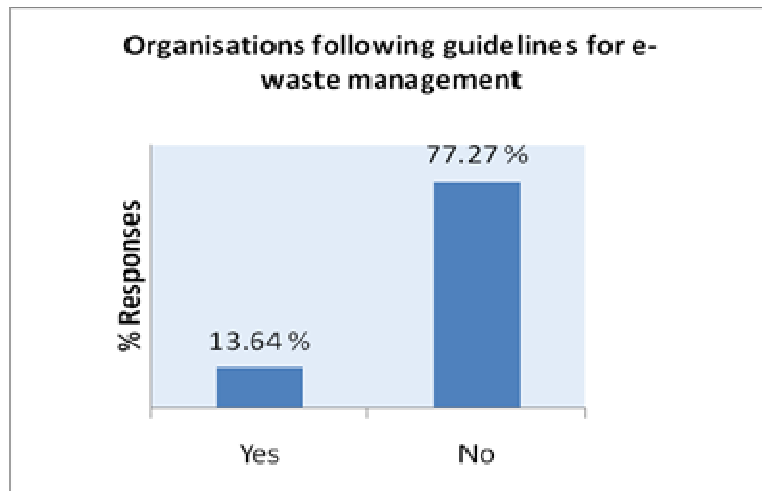 Organisations following guidelines for e-
waste management
% Responses
77.27 %
13.64 %
Yes
No